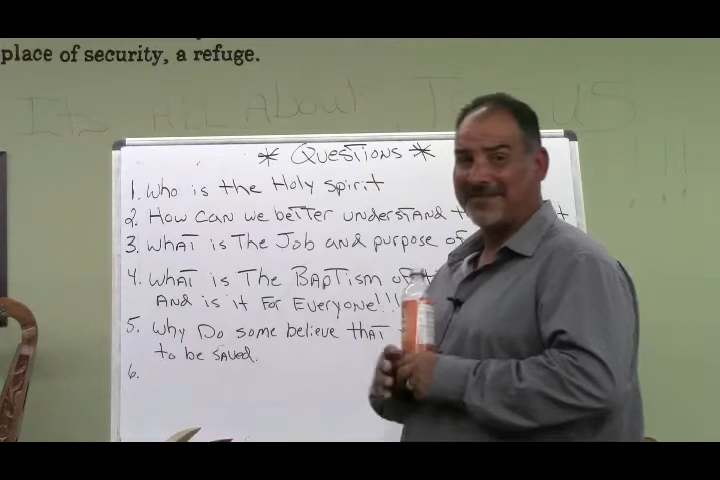 place of security, a refuge.
It's All About Jesus
!!!
* Questions *
1. Who is the Holy Spirit
2. How can we better understand
3. What is The Job and purpose of
4. What is The Baptism of
And is it For Everyone!!!
5. Why Do some believe that
to be saved.
6.